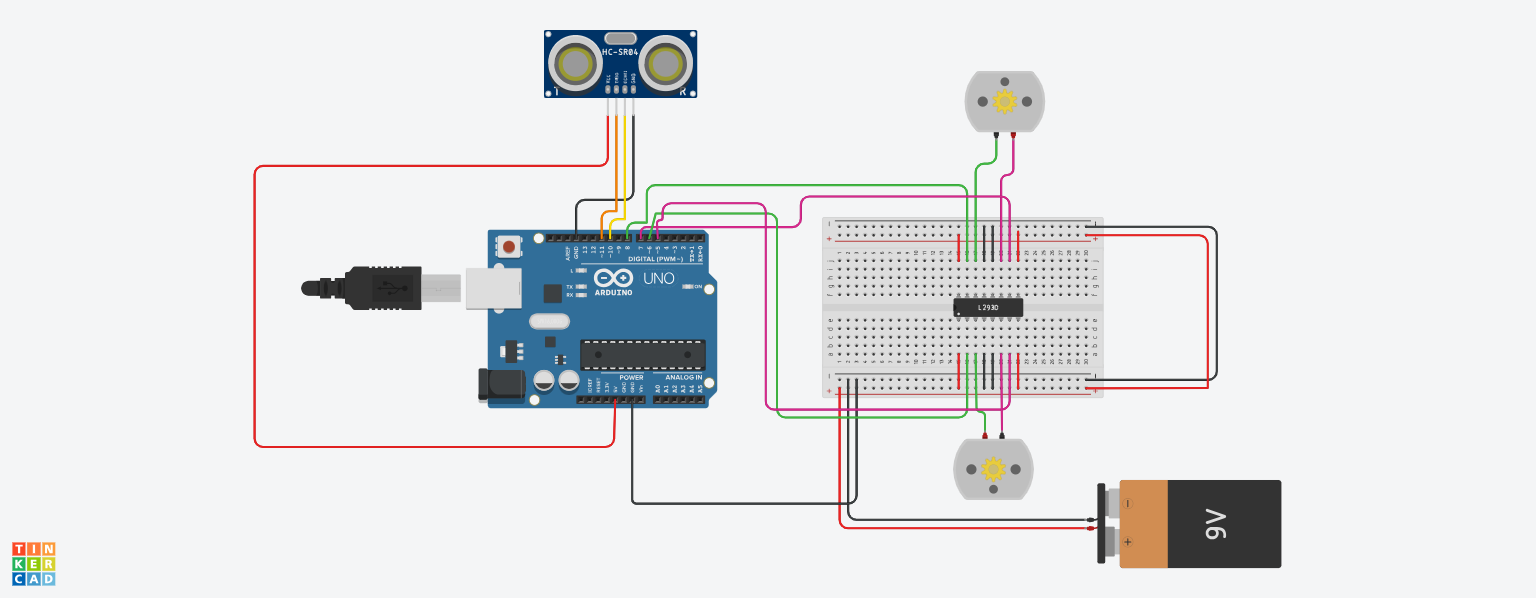 HC-SR04
VCC
TRIG
ECHO
GND
T
R
AREF
GND
13
12
~11
~10
~9
8
7
~6
~5
4
~3
2
TX→1
RX←0
DIGITAL (PWM~)
L
TX
RX
ARDUINO
UNO
ON
POWER
ANALOG IN
IOREF
RESET
3.3V
5V
GND
GND
Vin
A0
A1
A2
A3
A4
A5
L293D
j
i
h
g
f
e
d
c
b
a
9V
TIN
KER
CAD